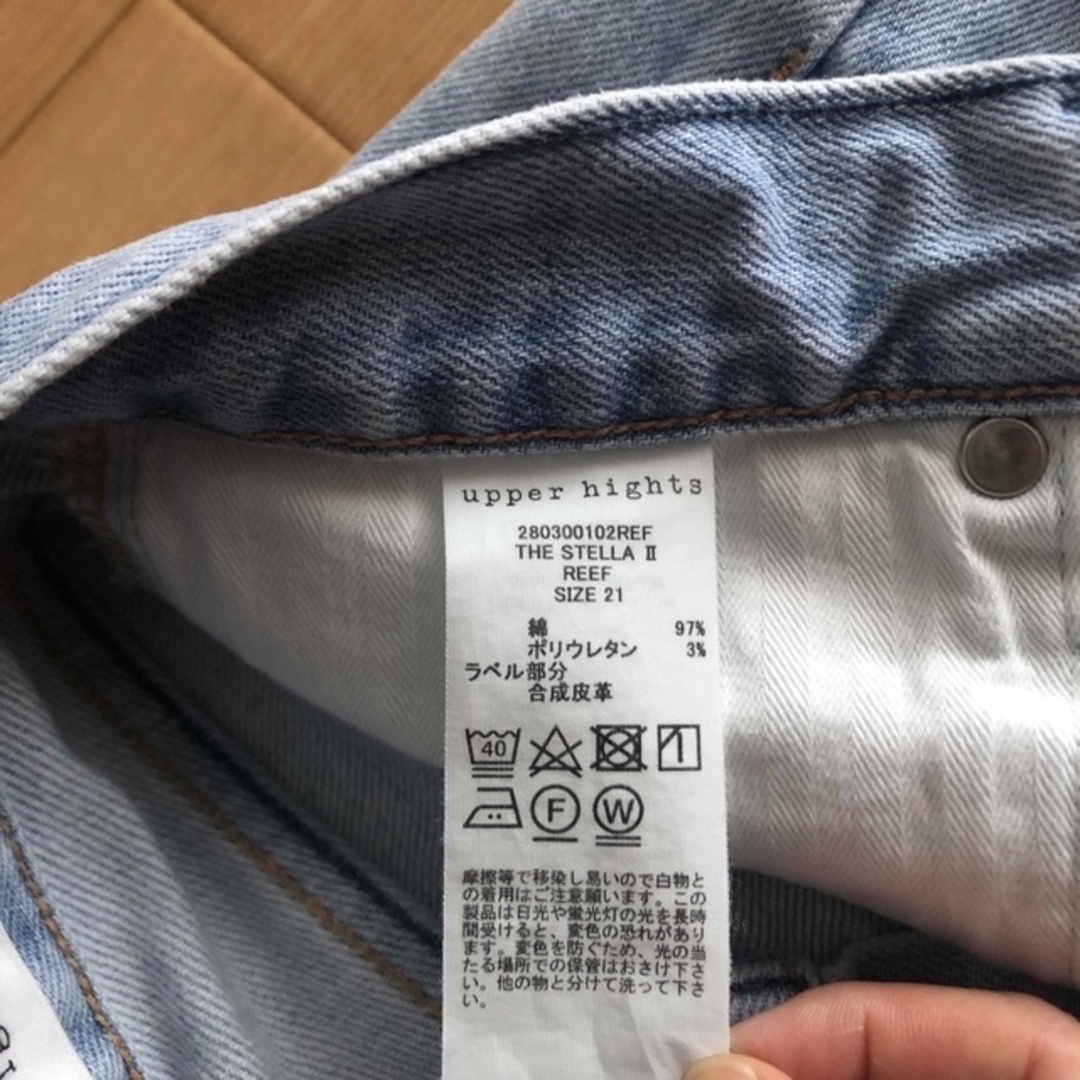 upper hights
280300102REF
THE STELLA Ⅱ
REEF
SIZE 21
綿 97%
ポリウレタン 3%
ラベル部分
合成皮革
40
F W
摩擦等で移染し易いので白物と
の着用はご注意願います。この
製品は日光や蛍光灯の光を長時
間受けると、変色の恐れがあり
ます。変色を防ぐため、光の当
たる場所での保管はおさけ下さ
い。他の物と分けて洗って下さ
い。